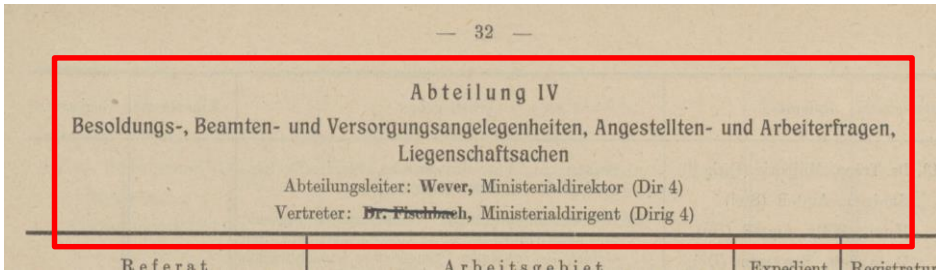 — 32 —
Abteilung IV
Besoldungs-, Beamten- und Versorgungsangelegenheiten, Angestellten- und Arbeiterfragen,
Liegenschaftsachen
Abteilungsleiter: Wever, Ministerialdirektor (Dir 4)
Vertreter: Dr. Fischbach, Ministerialdirigent (Dirig 4)
Referat Arbeitsgebiet Expedient Registratur